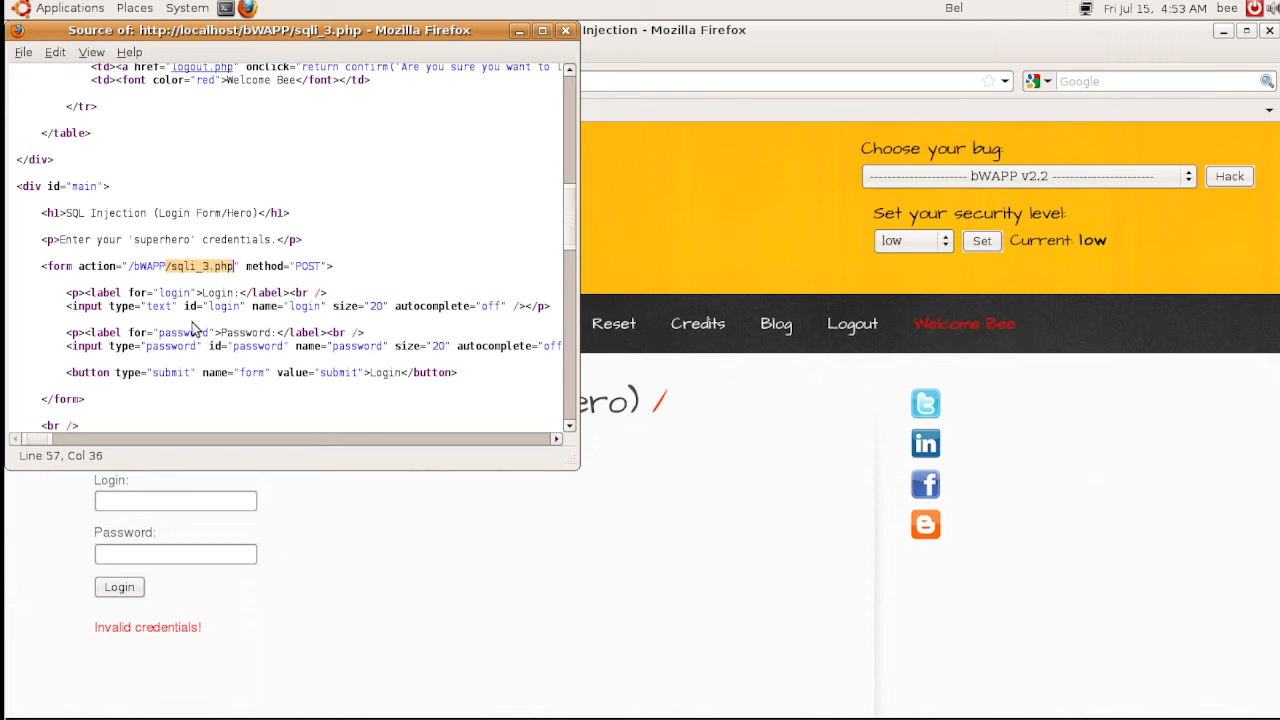 Applications Places System Bel Fri Jul 15, 4:53 AM bee
Source of: http://localhost/bWAPP/sqli_3.php - Mozilla Firefox
Injection - Mozilla Firefox
File Edit View Help
Google
<td><a href="logout.php" onclick="return confirm('Are you sure you want to l
<td><font color="red">Welcome Bee</font></td>
</tr>
</table>
</div>
<div id="main">
<h1>SQL Injection (Login Form/Hero)</h1>
<p>Enter your 'superhero' credentials.</p>
<form action="/bWAPP/sqli_3.php" method="POST">
<p><label for="login">Login:</label><br />
<input type="text" id="login" name="login" size="20" autocomplete="off" /></p>
<p><label for="password">Password:</label><br />
<input type="password" id="password" name="password" size="20" autocomplete="off
<button type="submit" name="form" value="submit">Login</button>
</form>
<br />
Line 57, Col 36
Choose your bug:
---------------------- bWAPP v2.2 ----------------------- Hack
Set your security level:
low Set Current: low
Reset Credits Blog Logout Welcome Bee
ero) /
Login:
Password:
Login
Invalid credentials!